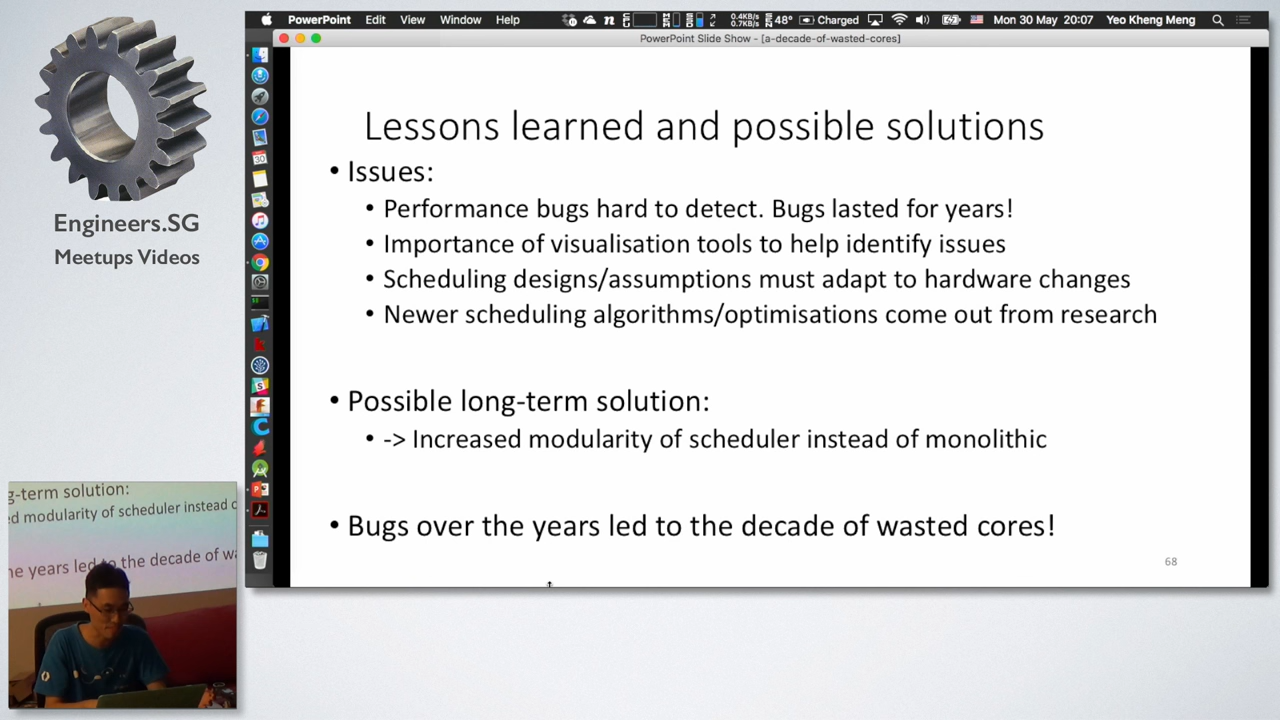 PowerPoint Edit View Window Help 0.4KB/s 0.7KB/s 48° Charged Mon 30 May 20:07 Yeo Kheng Meng
PowerPoint Slide Show - [a-decade-of-wasted-cores]
Engineers.SG
Meetups Videos
Lessons learned and possible solutions
• Issues:
• Performance bugs hard to detect. Bugs lasted for years!
• Importance of visualisation tools to help identify issues
• Scheduling designs/assumptions must adapt to hardware changes
• Newer scheduling algorithms/optimisations come out from research
• Possible long-term solution:
• -> Increased modularity of scheduler instead of monolithic
• Bugs over the years led to the decade of wasted cores!
68
g-term solution:
ed modularity of scheduler instead o
he years led to the decade of wa